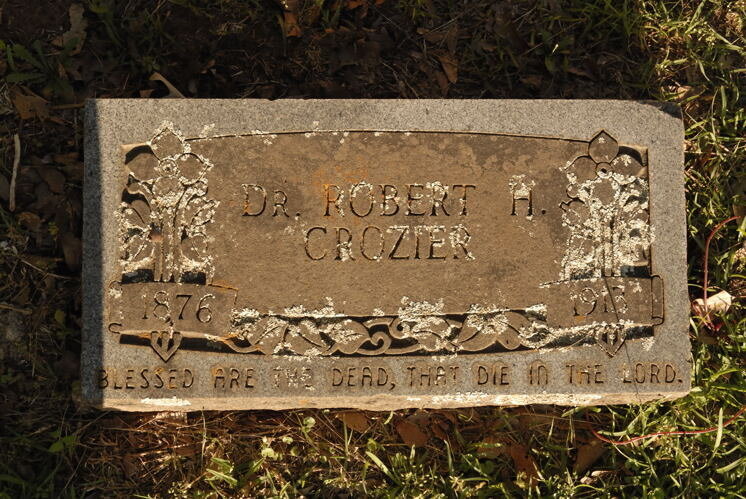 DR. ROBERT H.
CROZIER
1876
BLESSED ARE THE DEAD, THAT DIE IN THE LORD.